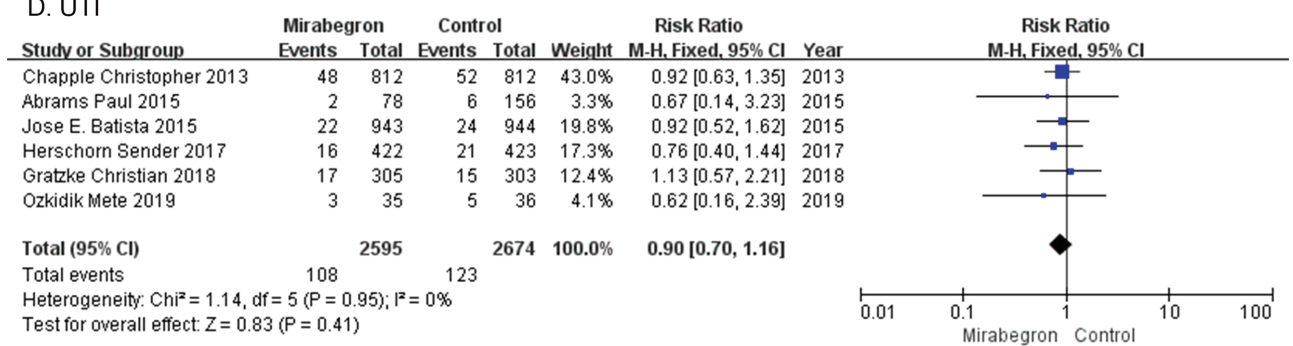 D. UTI
Mirabegron Control Risk Ratio Risk Ratio
Study or Subgroup Events Total Events Total Weight M-H, Fixed, 95% CI Year M-H, Fixed, 95% CI
Chapple Christopher 2013 48 812 52 812 43.0% 0.92 [0.63, 1.35] 2013
Abrams Paul 2015 2 78 6 156 3.3% 0.67 [0.14, 3.23] 2015
Jose E. Batista 2015 22 943 24 944 19.8% 0.92 [0.52, 1.62] 2015
Herschorn Sender 2017 16 422 21 423 17.3% 0.76 [0.40, 1.44] 2017
Gratzke Christian 2018 17 305 15 303 12.4% 1.13 [0.57, 2.21] 2018
Ozkidik Mete 2019 3 35 5 36 4.1% 0.62 [0.16, 2.39] 2019
Total (95% CI) 2595 2674 100.0% 0.90 [0.70, 1.16]
Total events 108 123
Heterogeneity: Chi² = 1.14, df = 5 (P = 0.95); I² = 0%
Test for overall effect: Z = 0.83 (P = 0.41)
0.01 0.1 1 10 100
Mirabegron Control